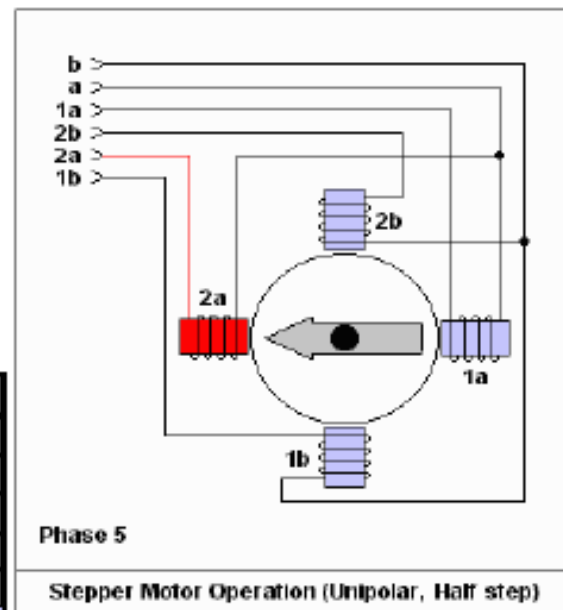 b
a
1a
2b
2a
1b
2b
2a
1a
1b
Phase 5
Stepper Motor Operation (Unipolar, Half step)